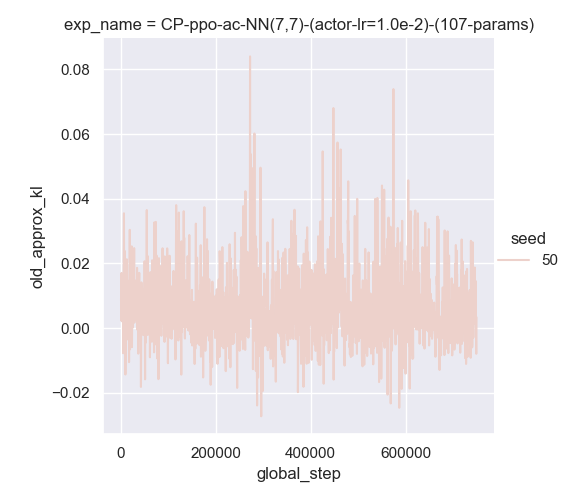 exp_name = CP-ppo-ac-NN(7,7)-(actor-lr=1.0e-2)-(107-params)
0.08
0.06
0.04
0.02
0.00
−0.02
old_approx_kl
seed
50
0
200000
400000
600000
global_step